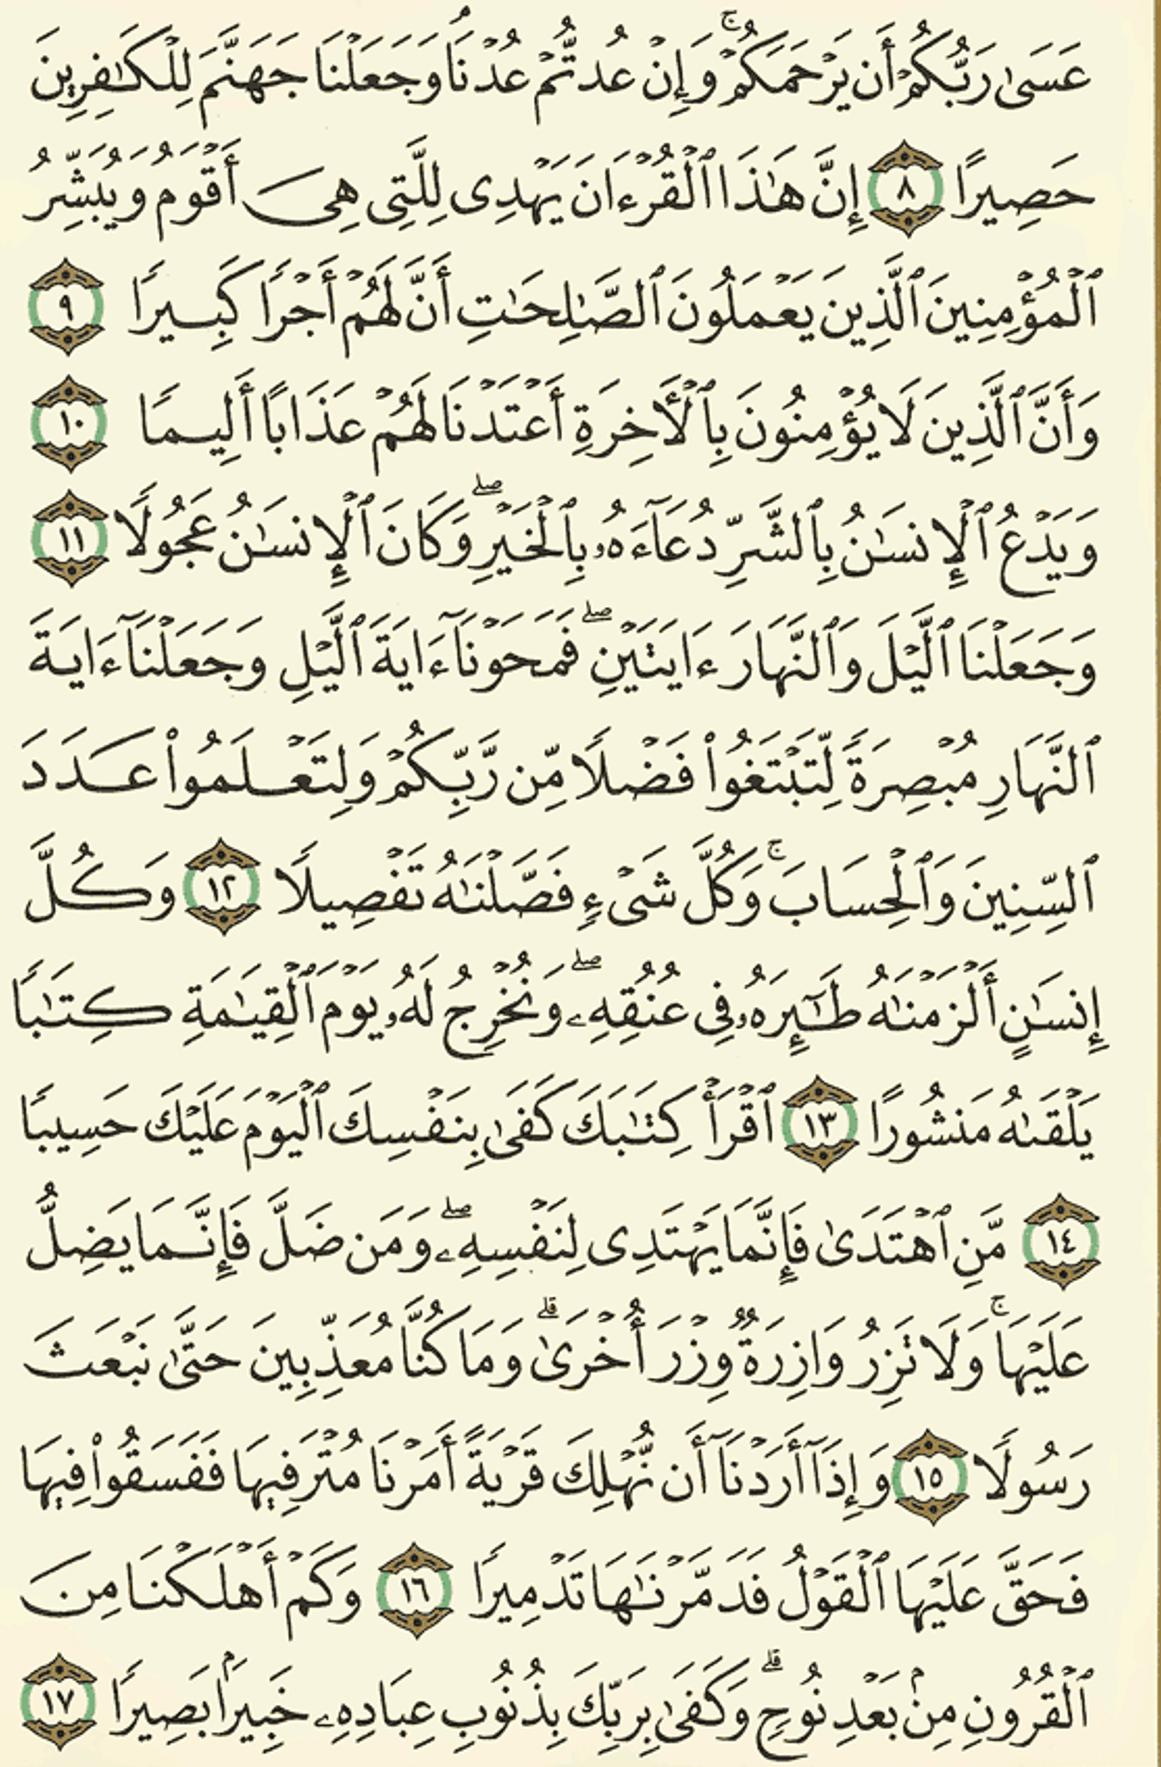 عَسَىٰ رَبُّكُمْ أَن يَرْحَمَكُمْ ۚ وَإِنْ عُدتُّمْ عُدْنَا ۘ وَجَعَلْنَا جَهَنَّمَ لِلْكَـٰفِرِينَ
حَصِيرًا ٨ إِنَّ هَـٰذَا ٱلْقُرْءَانَ يَهْدِى لِلَّتِى هِىَ أَقْوَمُ وَيُبَشِّرُ
ٱلْمُؤْمِنِينَ ٱلَّذِينَ يَعْمَلُونَ ٱلصَّـٰلِحَـٰتِ أَنَّ لَهُمْ أَجْرًا كَبِيرًا ٩
وَأَنَّ ٱلَّذِينَ لَا يُؤْمِنُونَ بِٱلْـَٔاخِرَةِ أَعْتَدْنَا لَهُمْ عَذَابًا أَلِيمًا ١٠
وَيَدْعُ ٱلْإِنسَـٰنُ بِٱلشَّرِّ دُعَآءَهُۥ بِٱلْخَيْرِ ۖ وَكَانَ ٱلْإِنسَـٰنُ عَجُولًا ١١
وَجَعَلْنَا ٱلَّيْلَ وَٱلنَّهَارَ ءَايَتَيْنِ ۖ فَمَحَوْنَآ ءَايَةَ ٱلَّيْلِ وَجَعَلْنَآ ءَايَةَ
ٱلنَّهَارِ مُبْصِرَةً لِّتَبْتَغُوا۟ فَضْلًا مِّن رَّبِّكُمْ وَلِتَعْلَمُوا۟ عَدَدَ
ٱلسِّنِينَ وَٱلْحِسَابَ ۚ وَكُلَّ شَىْءٍ فَصَّلْنَـٰهُ تَفْصِيلًا ١٢ وَكُلَّ
إِنسَـٰنٍ أَلْزَمْنَـٰهُ طَـٰٓئِرَهُۥ فِى عُنُقِهِۦ ۖ وَنُخْرِجُ لَهُۥ يَوْمَ ٱلْقِيَـٰمَةِ كِتَـٰبًا
يَلْقَىٰهُ مَنشُورًا ١٣ ٱقْرَأْ كِتَـٰبَكَ كَفَىٰ بِنَفْسِكَ ٱلْيَوْمَ عَلَيْكَ حَسِيبًا
١٤ مَّنِ ٱهْتَدَىٰ فَإِنَّمَا يَهْتَدِى لِنَفْسِهِۦ ۖ وَمَن ضَلَّ فَإِنَّمَا يَضِلُّ
عَلَيْهَا ۚ وَلَا تَزِرُ وَازِرَةٌ وِزْرَ أُخْرَىٰ ۗ وَمَا كُنَّا مُعَذِّبِينَ حَتَّىٰ نَبْعَثَ
رَسُولًا ١٥ وَإِذَآ أَرَدْنَآ أَن نُّهْلِكَ قَرْيَةً أَمَرْنَا مُتْرَفِيهَا فَفَسَقُوا۟ فِيهَا
فَحَقَّ عَلَيْهَا ٱلْقَوْلُ فَدَمَّرْنَـٰهَا تَدْمِيرًا ١٦ وَكَمْ أَهْلَكْنَا مِنَ
ٱلْقُرُونِ مِنۢ بَعْدِ نُوحٍ ۗ وَكَفَىٰ بِرَبِّكَ بِذُنُوبِ عِبَادِهِۦ خَبِيرًۢا بَصِيرًا ١٧